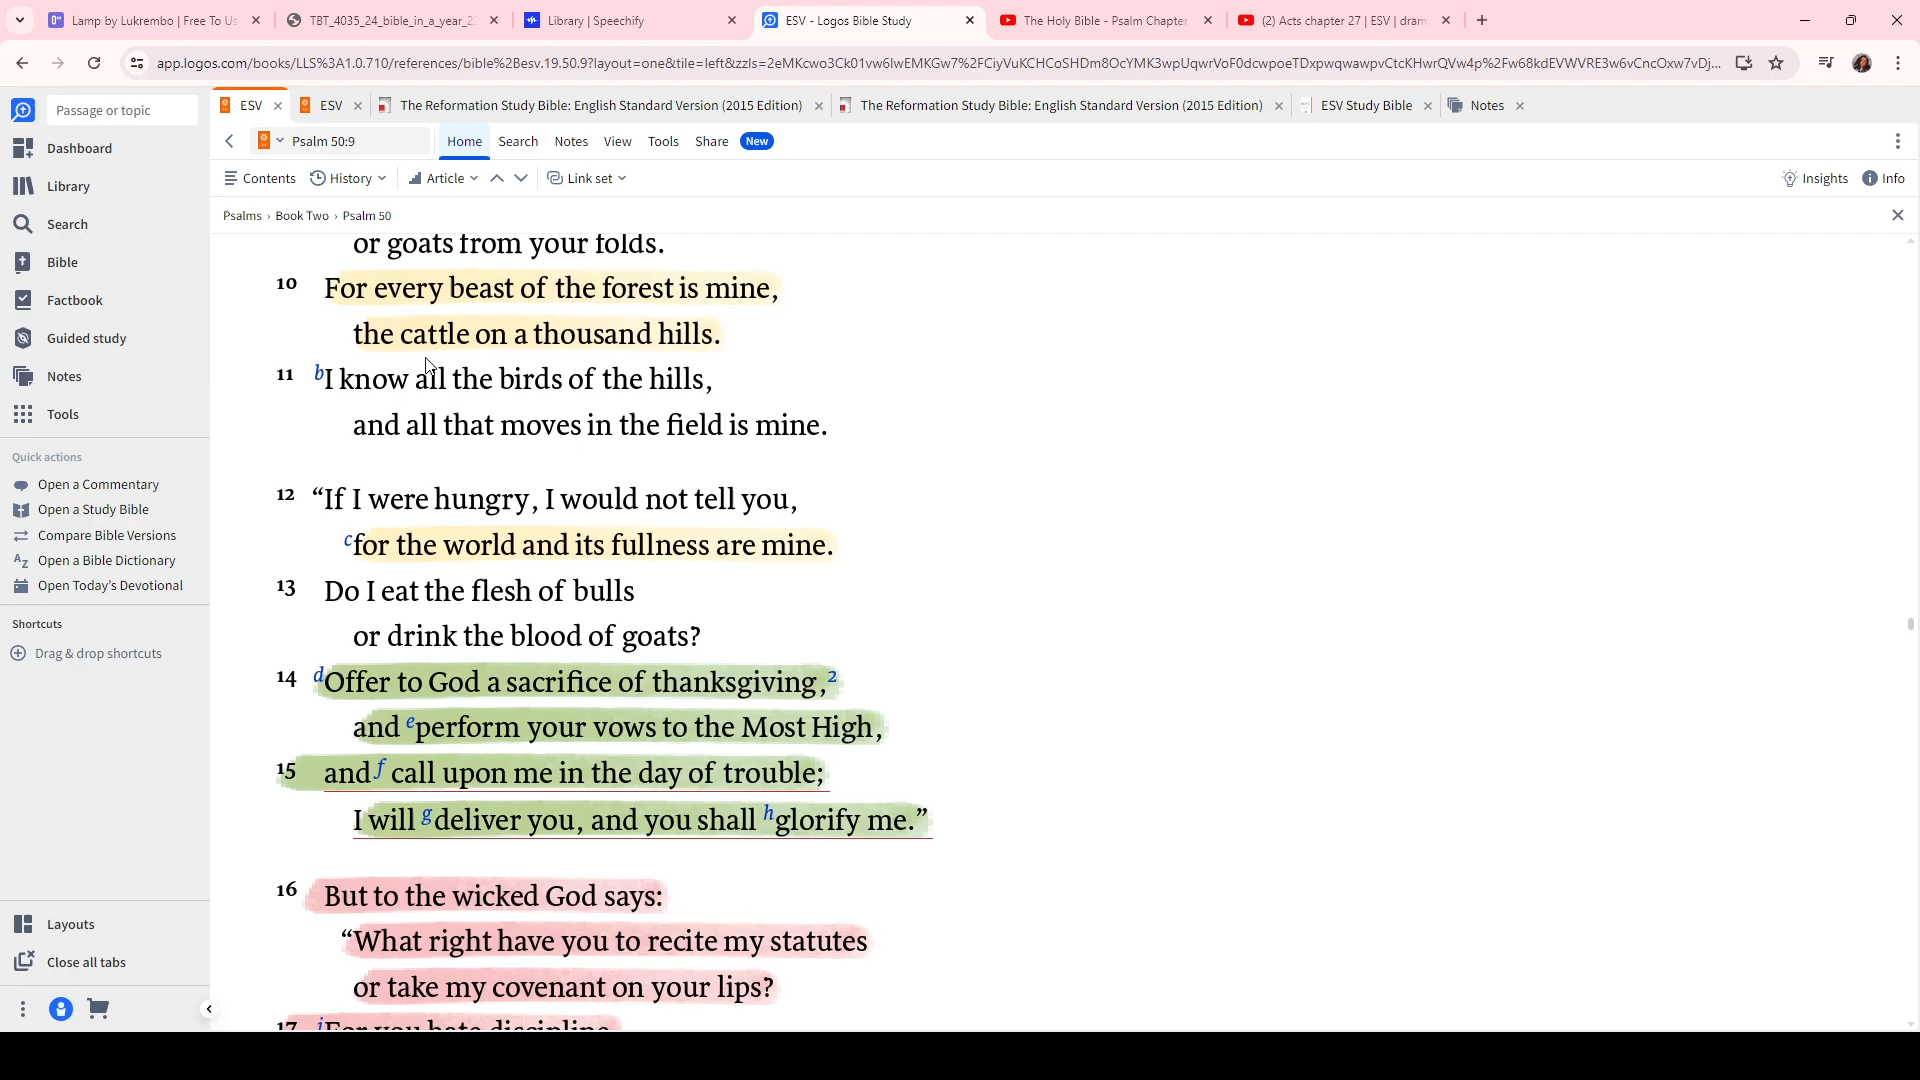 Lamp by Lukrembo | Free To Us
TBT_4035_24_bible_in_a_year_2
Library | Speechify
ESV - Logos Bible Study
The Holy Bible - Psalm Chapter
(2) Acts chapter 27 | ESV | dram
app.logos.com/books/LLS%3A1.0.710/references/bible%2Besv.19.50.9?layout=one&tile=left&zzls=2eMKcwo3Ck01vw6lwEMKGw7%2FCiyVuKCHCoSHDm8OcYMK3wpUqwrVoF0dcwpoeTDxpwqwawpvCtcKHwrQVw4p%2Fw68kdEVWVRE3w6vCncOxw7vDj...
Passage or topic
ESV
ESV
The Reformation Study Bible: English Standard Version (2015 Edition)
The Reformation Study Bible: English Standard Version (2015 Edition)
ESV Study Bible
Notes
Psalm 50:9
Home
Search
Notes
View
Tools
Share
New
Contents
History
Article
Link set
Insights
Info
Psalms › Book Two › Psalm 50
Dashboard
Library
Search
Bible
Factbook
Guided study
Notes
Tools
Quick actions
Open a Commentary
Open a Study Bible
Compare Bible Versions
Open a Bible Dictionary
Open Today’s Devotional
Shortcuts
Drag & drop shortcuts
Layouts
Close all tabs
or goats from your folds.
10 For every beast of the forest is mine,
the cattle on a thousand hills.
11 b I know all the birds of the hills,
and all that moves in the field is mine.
12 “If I were hungry, I would not tell you,
c for the world and its fullness are mine.
13 Do I eat the flesh of bulls
or drink the blood of goats?
14 d Offer to God a sacrifice of thanksgiving,2
and e perform your vows to the Most High,
15 and f call upon me in the day of trouble;
I will g deliver you, and you shall h glorify me.”
16 But to the wicked God says:
“What right have you to recite my statutes
or take my covenant on your lips?
17 i For you hate discipline